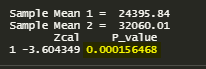 Sample Mean 1 =  24395.84
Sample Mean 2 =  32060.01
Zcal     P_value
1 -3.604349 0.000156468